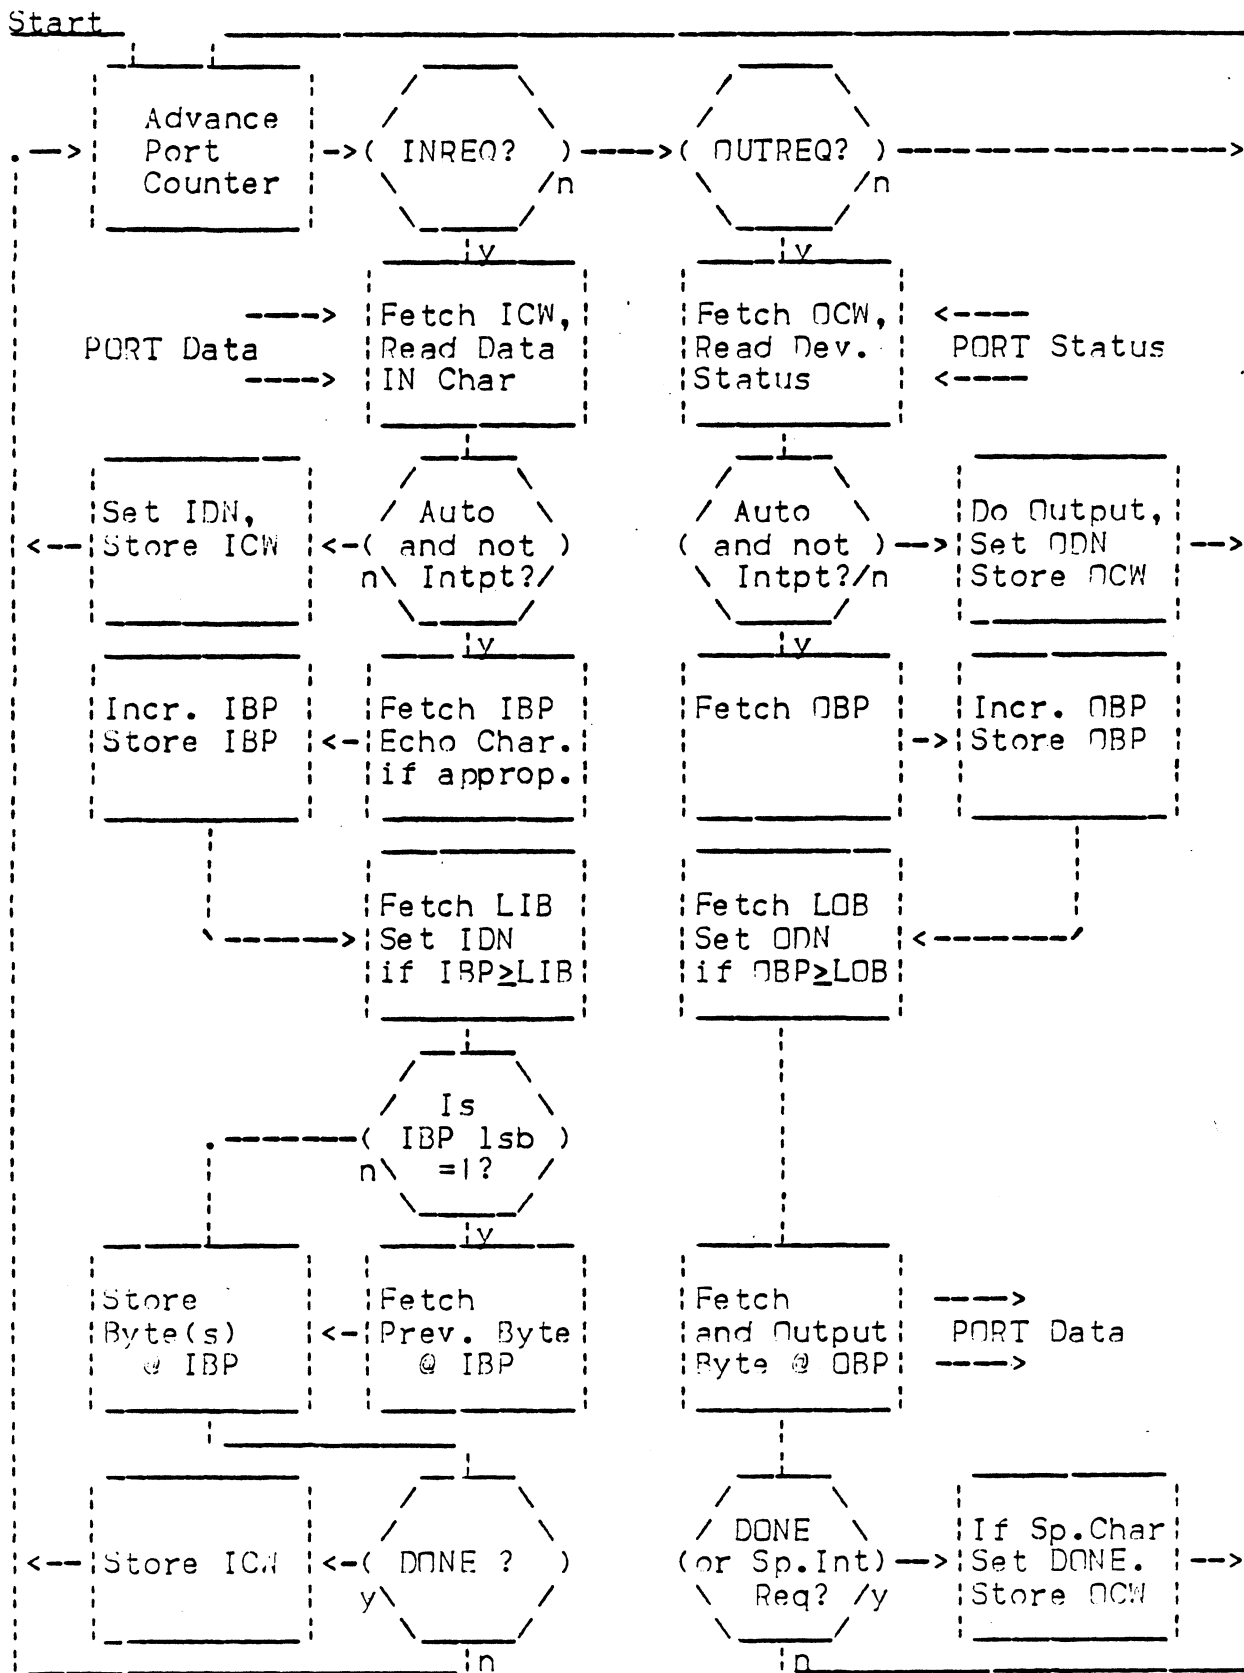 Start
Advance
Port
Counter
INREQ?
n
y
OUTREQ?
n
y
PORT Data
Fetch ICW,
Read Data
IN Char
Fetch OCW,
Read Dev.
Status
PORT Status
Set IDN,
Store ICW
Auto
and not
Intpt?
n
y
Auto
and not
Intpt?
n
y
Do Output,
Set ODN
Store OCW
Incr. IBP
Store IBP
Fetch IBP
Echo Char.
if approp.
Fetch OBP
Incr. OBP
Store OBP
Fetch LIB
Set IDN
if IBP≥LIB
Fetch LOB
Set ODN
if OBP≥LOB
Is
IBP lsb
=1?
n
y
Store
Byte(s)
@ IBP
Fetch
Prev. Byte
@ IBP
Fetch
and Output
Byte @ OBP
PORT Data
Store ICW
DONE ?
y
n
DONE
(or Sp.Int)
Req?
y
n
If Sp.Char
Set DONE.
Store OCW